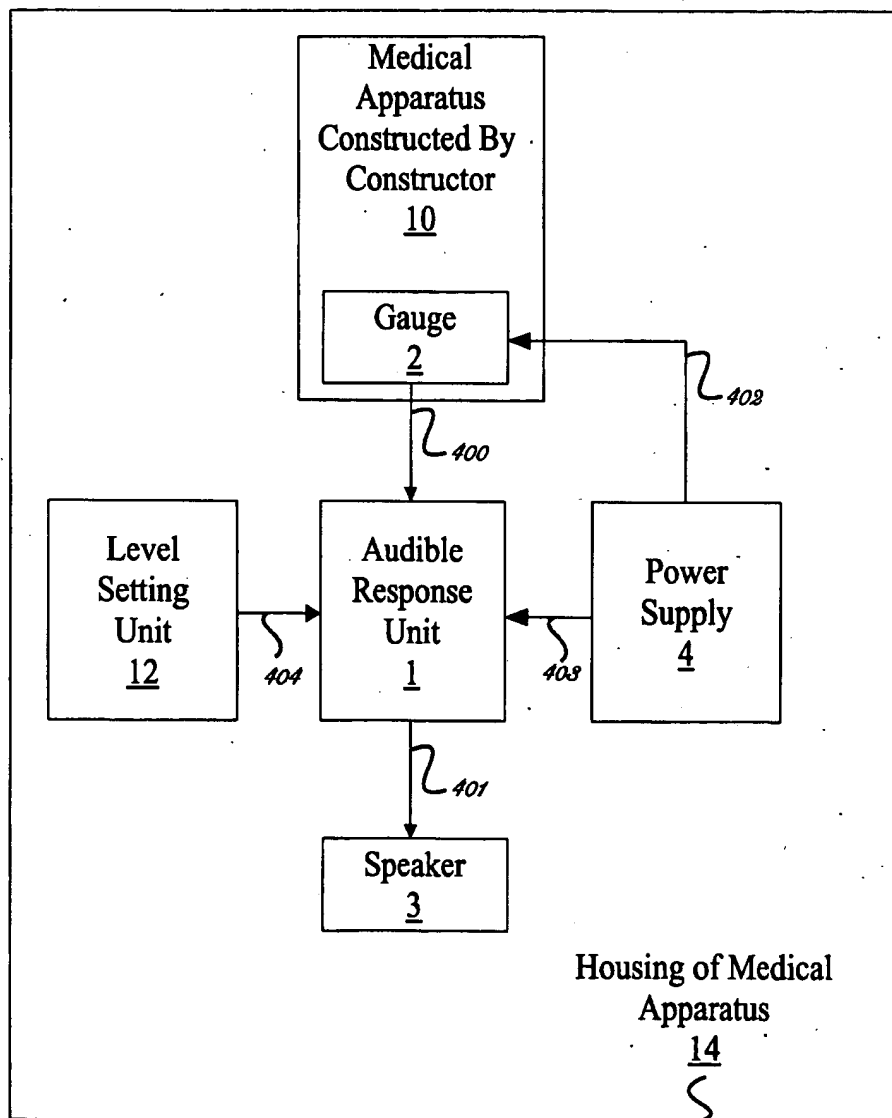 Medical
Apparatus
Constructed By
Constructor
10
Gauge
2
402
400
Level
Setting
Unit
12
Audible
Response
Unit
1
Power
Supply
4
404
403
401
Speaker
3
Housing of Medical
Apparatus
14